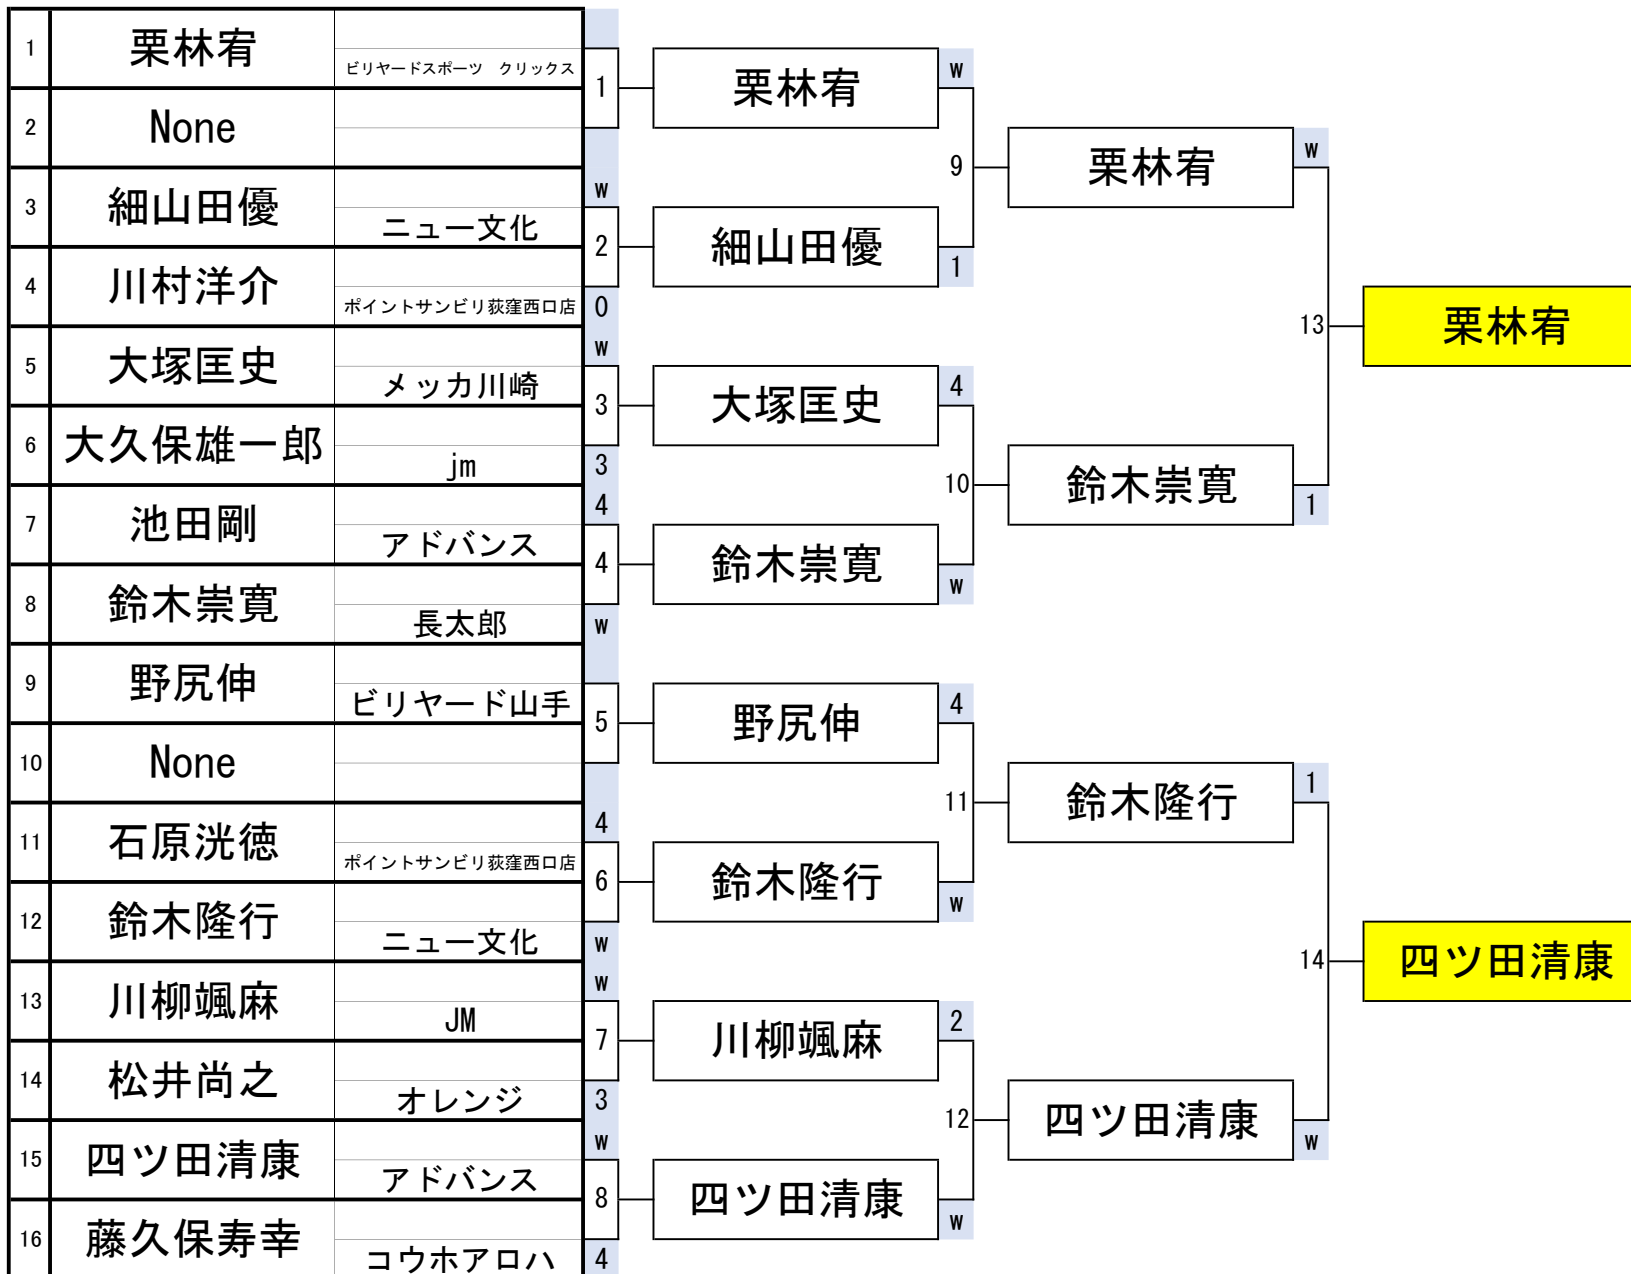 1 栗林宥 ビリヤードスポーツ　クリックス
2 None
3 細山田優 ニュー文化 W
4 川村洋介 ポイントサンビリ荻窪西口店 0
5 大塚匡史 メッカ川崎 W
6 大久保雄一郎 jm 3
7 池田剛 アドバンス 4
8 鈴木崇寛 長太郎 W
9 野尻伸 ビリヤード山手
10 None
11 石原洸徳 ポイントサンビリ荻窪西口店 4
12 鈴木隆行 ニュー文化 W
13 川柳颯麻 JM W
14 松井尚之 オレンジ 3
15 四ツ田清康 アドバンス W
16 藤久保寿幸 コウホアロハ 4
1 栗林宥 W
2 細山田優 1
3 大塚匡史 4
4 鈴木崇寛 W
5 野尻伸 4
6 鈴木隆行 W
7 川柳颯麻 2
8 四ツ田清康 W
9 栗林宥 W
10 鈴木崇寛 1
11 鈴木隆行 1
12 四ツ田清康 W
13 栗林宥
14 四ツ田清康